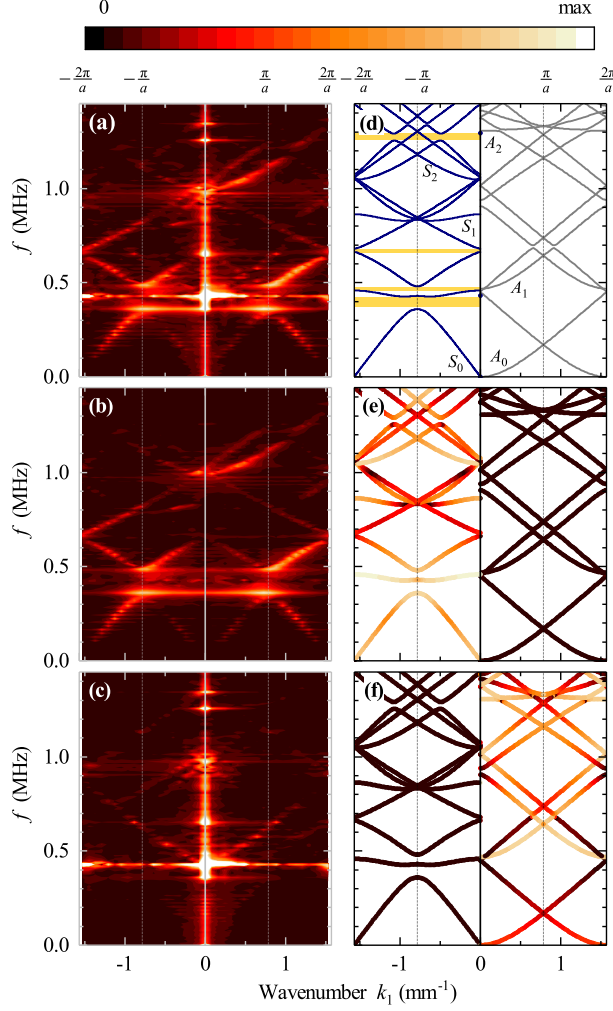 0 max
−2π/a −π/a π/a 2π/a −2π/a −π/a π/a 2π/a
(a) (d)
A2
S2
1.0
S1
f (MHz)
0.5
A1
A0
S0
0.0
(b) (e)
1.0
f (MHz)
0.5
0.0
(c) (f)
1.0
f (MHz)
0.5
0.0
-1 0 1 -1 0 1
Wavenumber k1 (mm-1)